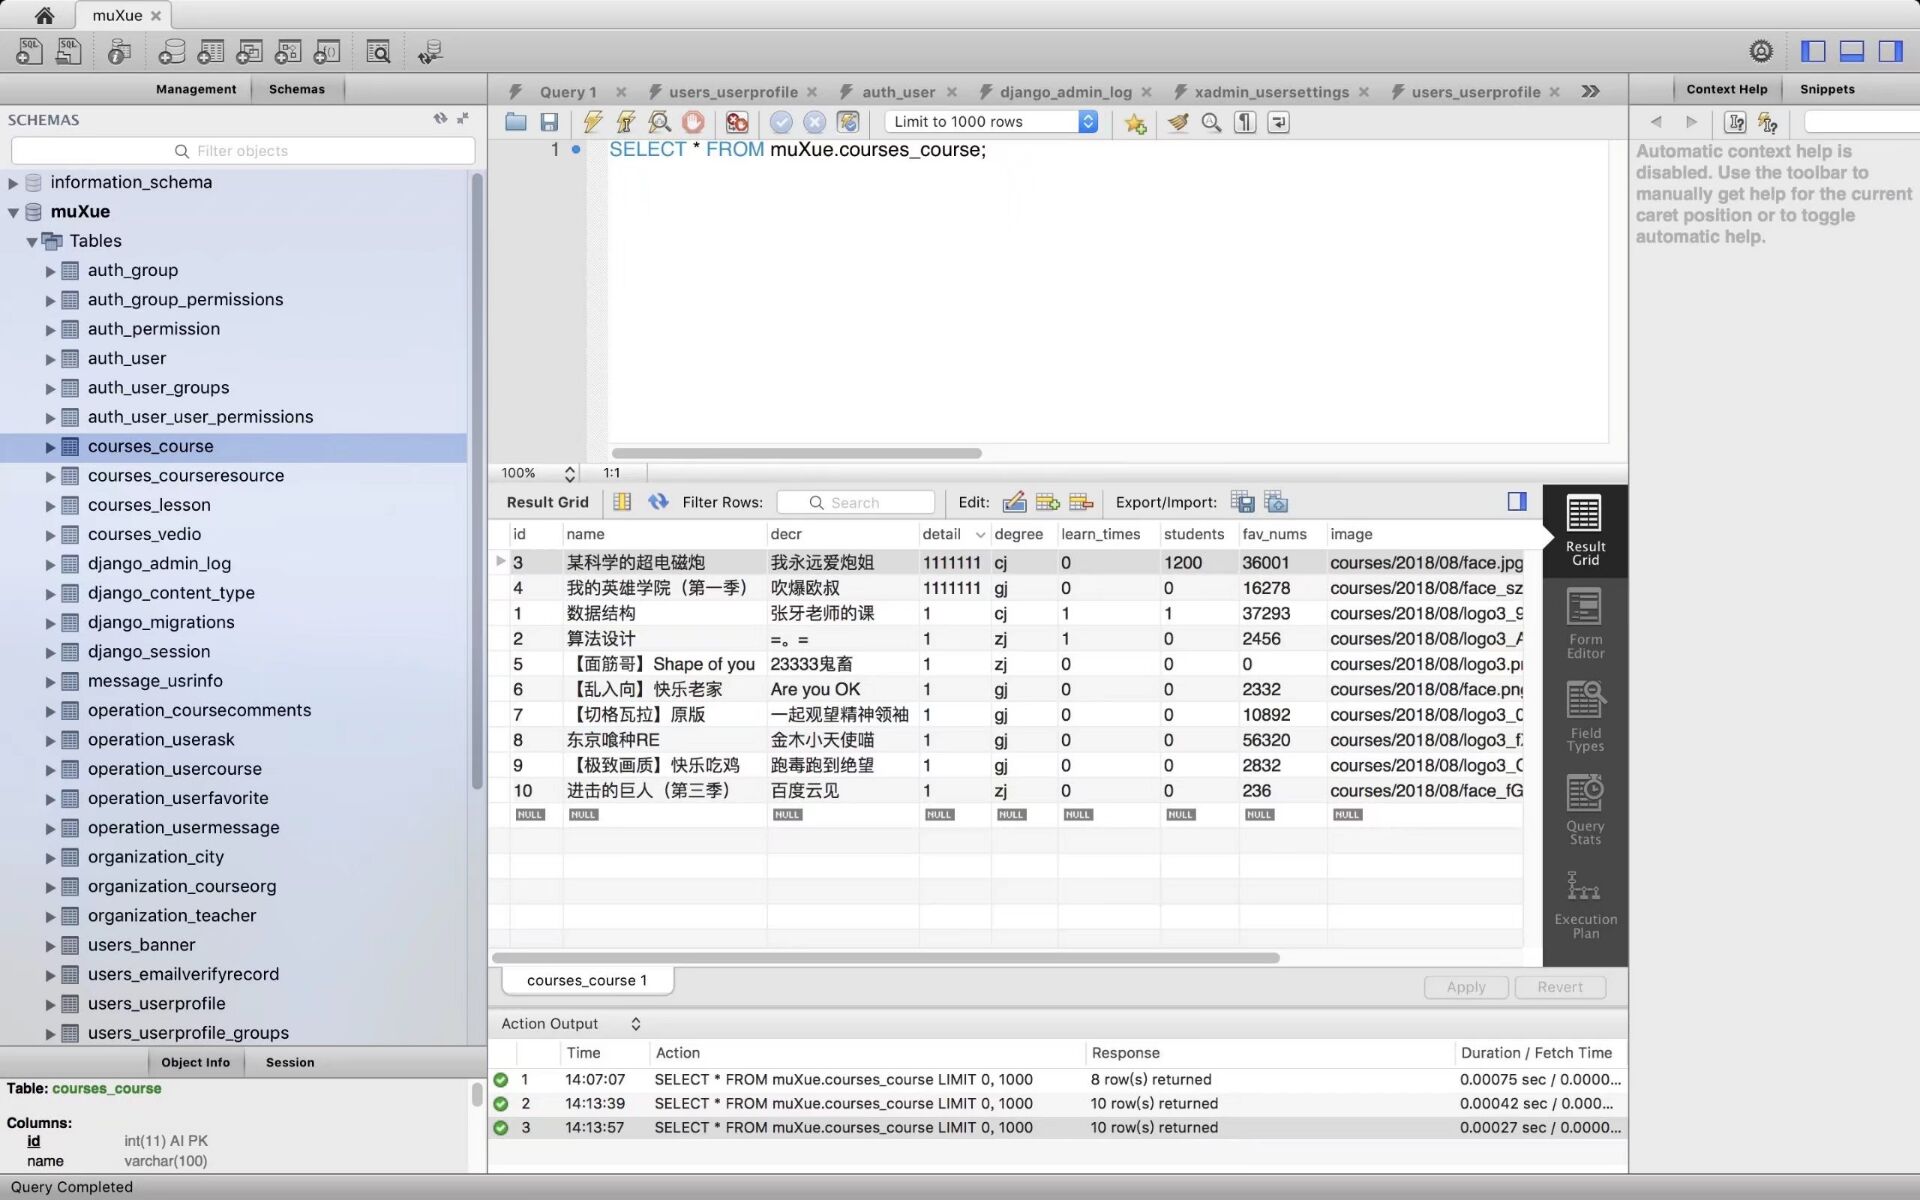 muXue
Management
Schemas
SCHEMAS
Filter objects
information_schema
muXue
Tables
auth_group
auth_group_permissions
auth_permission
auth_user
auth_user_groups
auth_user_user_permissions
courses_course
courses_courseresource
courses_lesson
courses_vedio
django_admin_log
django_content_type
django_migrations
django_session
message_usrinfo
operation_coursecomments
operation_userask
operation_usercourse
operation_userfavorite
operation_usermessage
organization_city
organization_courseorg
organization_teacher
users_banner
users_emailverifyrecord
users_userprofile
users_userprofile_groups
Object Info
Session
Table: courses_course
Columns:
id int(11) AI PK
name varchar(100)
Query Completed
Query 1
users_userprofile
auth_user
django_admin_log
xadmin_usersettings
users_userprofile
Limit to 1000 rows
1 SELECT * FROM muXue.courses_course;
100% 1:1
Result Grid
Filter Rows:
Search
Edit:
Export/Import:
id name decr detail degree learn_times students fav_nums image
3 某科学的超电磁炮 我永远爱炮姐 1111111 cj 0 1200 36001 courses/2018/08/face.jpg
4 我的英雄学院（第一季） 吹爆欧叔 1111111 gj 0 0 16278 courses/2018/08/face_sz
1 数据结构 张牙老师的课 1 cj 1 1 37293 courses/2018/08/logo3_9
2 算法设计 =。= 1 zj 1 0 2456 courses/2018/08/logo3_A
5 【面筋哥】Shape of you 23333鬼畜 1 zj 0 0 0 courses/2018/08/logo3.p
6 【乱入向】快乐老家 Are you OK 1 gj 0 0 2332 courses/2018/08/face.pn
7 【切格瓦拉】原版 一起观望精神领袖 1 gj 0 0 10892 courses/2018/08/logo3_
8 东京喰种RE 金木小天使喵 1 gj 0 0 56320 courses/2018/08/logo3_f
9 【极致画质】快乐吃鸡 跑毒跑到绝望 1 gj 0 0 2832 courses/2018/08/logo3_
10 进击的巨人（第三季） 百度云见 1 zj 0 0 236 courses/2018/08/face_fG
NULL NULL NULL NULL NULL NULL NULL NULL NULL
Result Grid
Form Editor
Field Types
Query Stats
Execution Plan
courses_course 1
Apply
Revert
Action Output
Time Action Response Duration / Fetch Time
1 14:07:07 SELECT * FROM muXue.courses_course LIMIT 0, 1000 8 row(s) returned 0.00075 sec / 0.0000...
2 14:13:39 SELECT * FROM muXue.courses_course LIMIT 0, 1000 10 row(s) returned 0.00042 sec / 0.000...
3 14:13:57 SELECT * FROM muXue.courses_course LIMIT 0, 1000 10 row(s) returned 0.00027 sec / 0.0000...
Context Help
Snippets
Automatic context help is
disabled. Use the toolbar to
manually get help for the current
caret position or to toggle
automatic help.